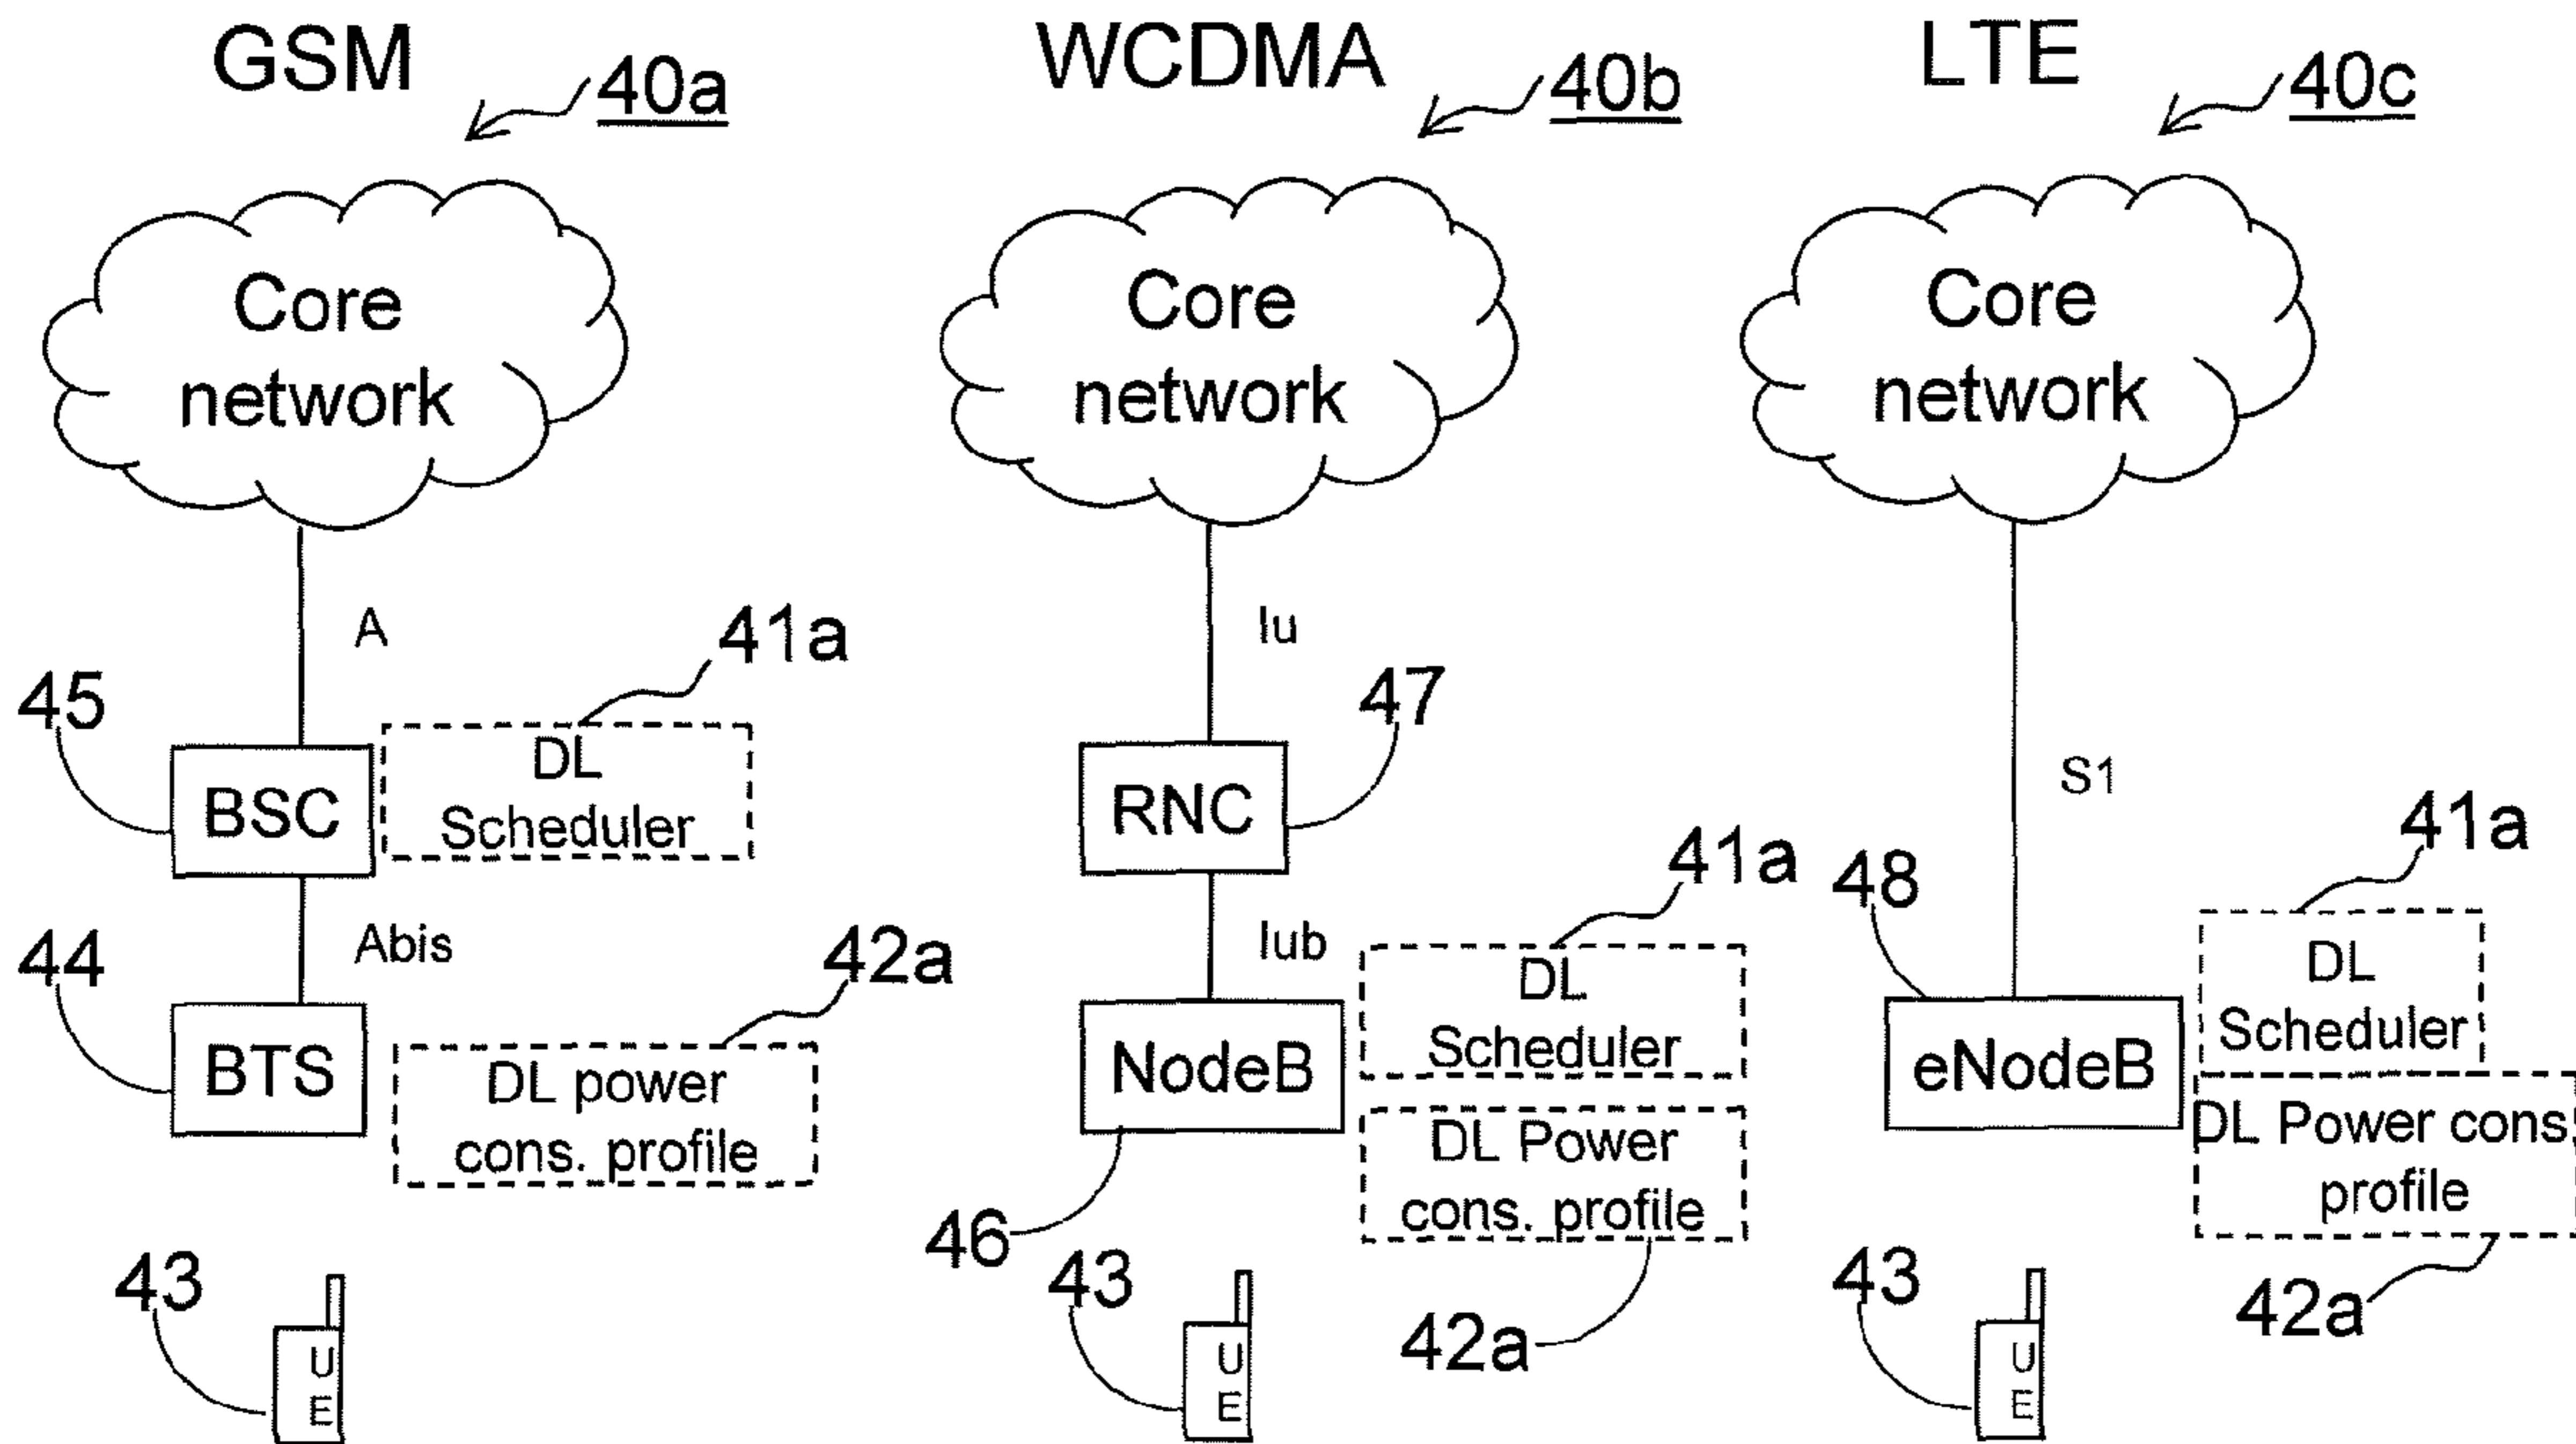 GSM
40a
Core
network
A
41a
45
DL
Scheduler
BSC
Abis
44
42a
BTS
DL power
cons. profile
43
U
E
WCDMA
40b
Core
network
Iu
47
RNC
41a
Iub
DL
Scheduler
NodeB
DL Power
cons. profile
46
42a
43
U
E
LTE
40c
Core
network
S1
41a
48
DL
Scheduler
eNodeB
DL Power cons.
profile
42a
43
U
E